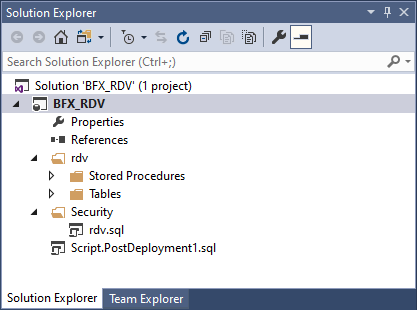 Solution Explorer
Search Solution Explorer (Ctrl+;)
Solution 'BFX_RDV' (1 project)
BFX_RDV
Properties
References
rdv
Stored Procedures
Tables
Security
rdv.sql
Script.PostDeployment1.sql
Solution Explorer Team Explorer